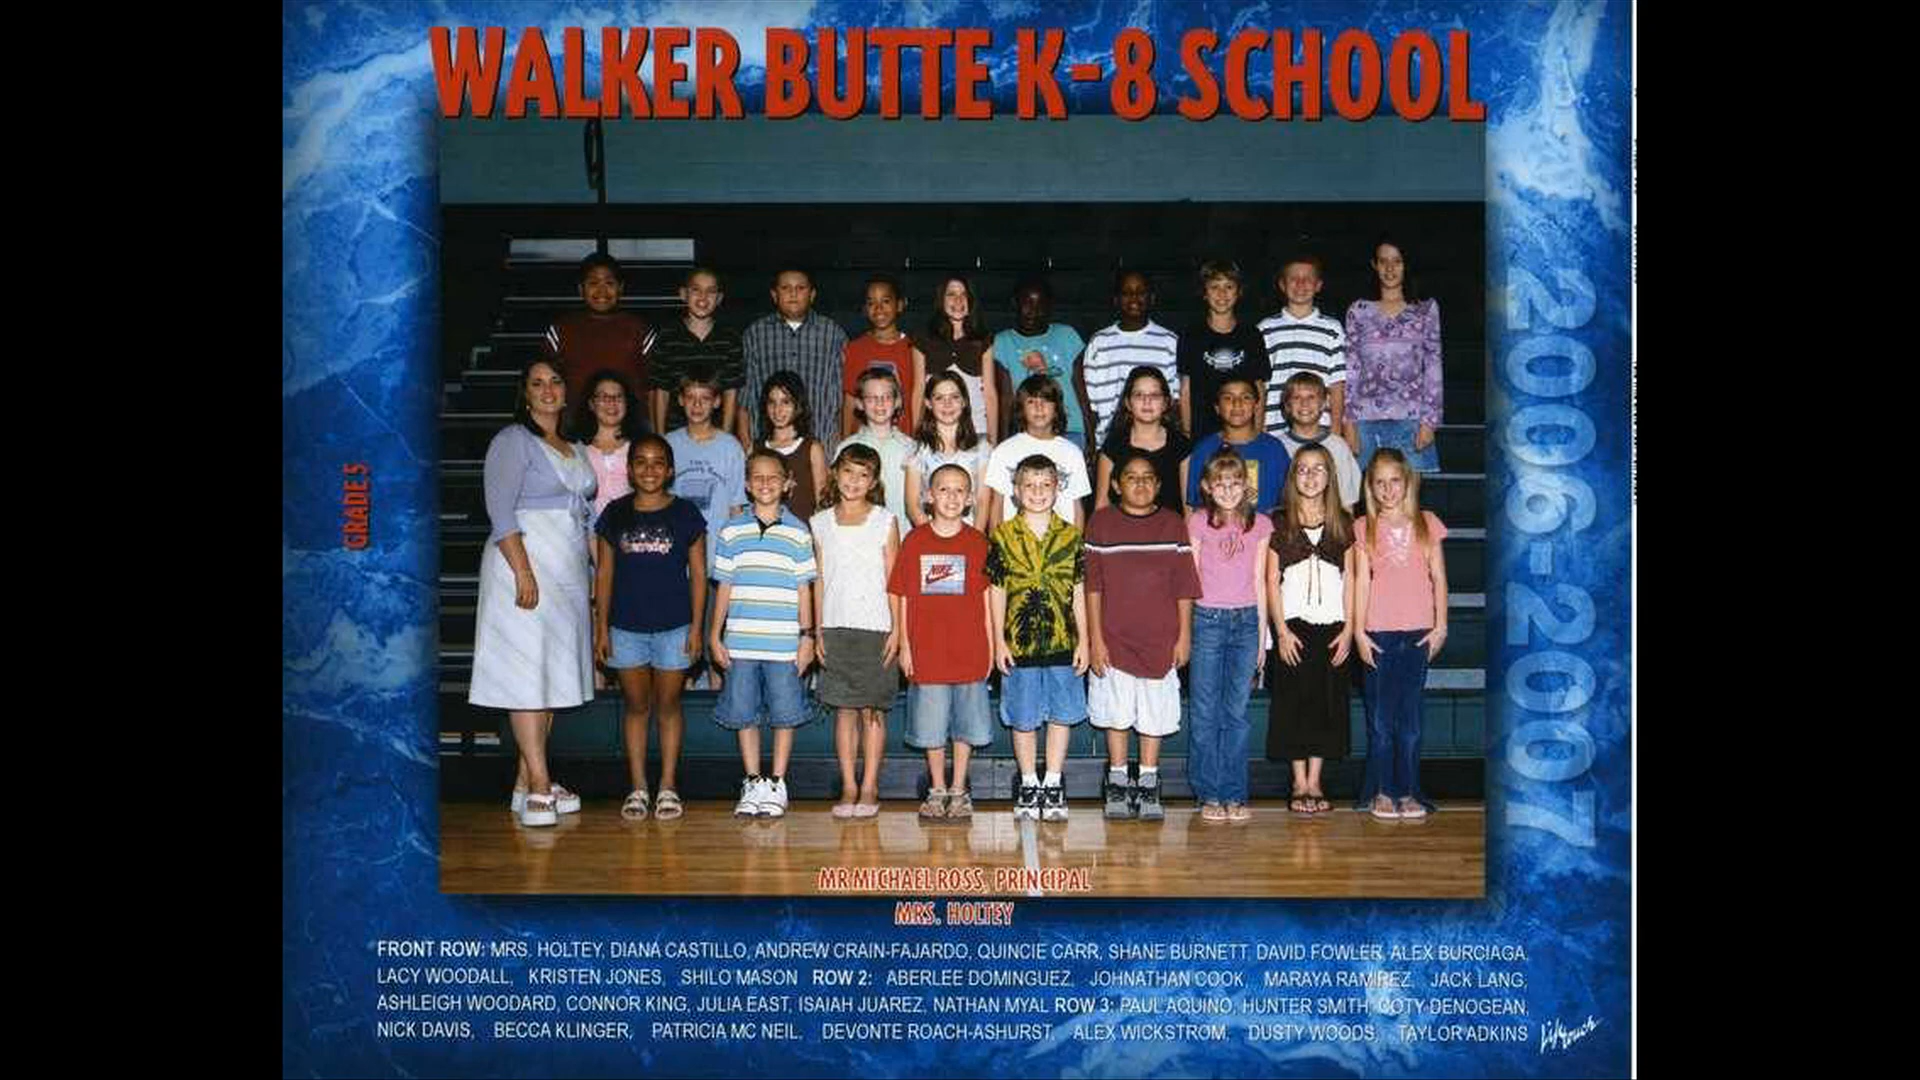 WALKER BUTTE K-8 SCHOOL
GRADE 5
2006-2007
NIKE
MR MICHAEL ROSS, PRINCIPAL
MRS. HOLTEY
FRONT ROW: MRS. HOLTEY, DIANA CASTILLO, ANDREW CRAIN-FAJARDO, QUINCIE CARR, SHANE BURNETT, DAVID FOWLER, ALEX BURCIAGA,
LACY WOODALL, KRISTEN JONES, SHILO MASON ROW 2: ABERLEE DOMINGUEZ, JOHNATHAN COOK, MARAYA RAMIREZ, JACK LANG,
ASHLEIGH WOODARD, CONNOR KING, JULIA EAST, ISAIAH JUAREZ, NATHAN MYAL ROW 3: PAUL AQUINO, HUNTER SMITH, COTY DENOGEAN,
NICK DAVIS, BECCA KLINGER, PATRICIA MC NEIL, DEVONTE ROACH-ASHURST, ALEX WICKSTROM, DUSTY WOODS, TAYLOR ADKINS
Lifetouch